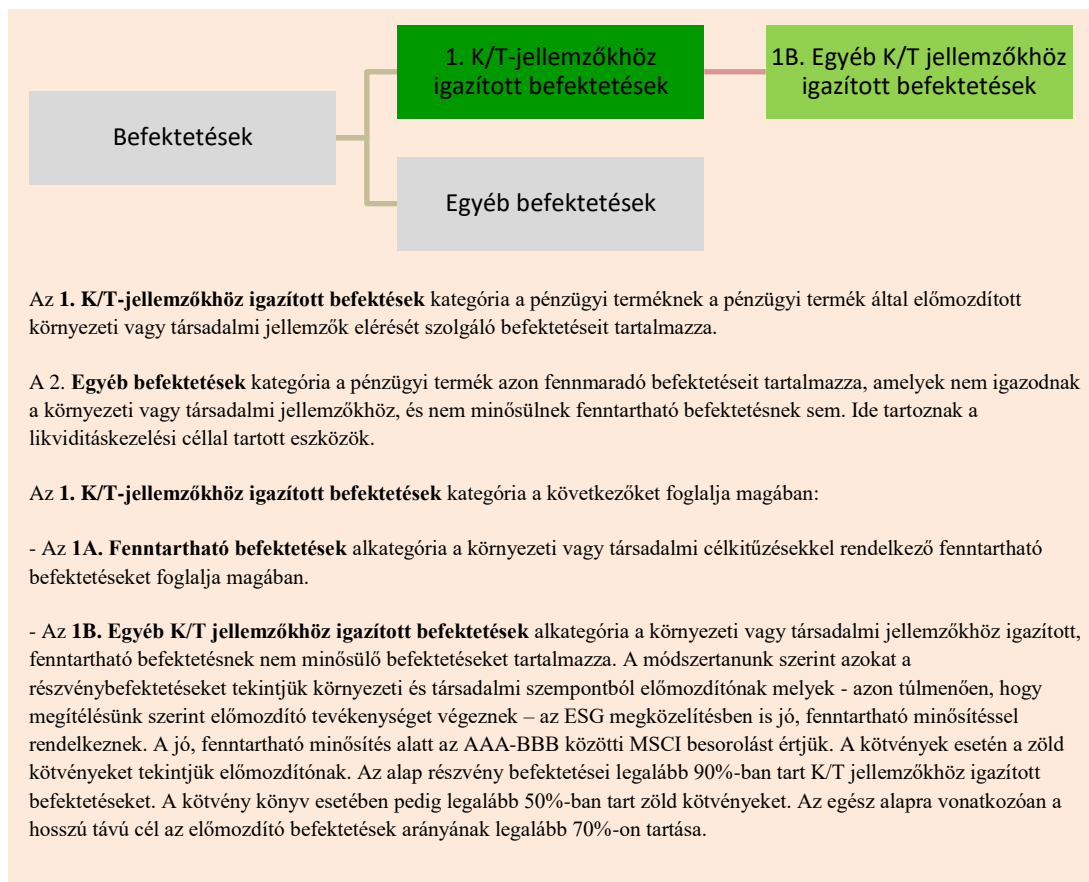 1. K/T-jellemzőkhöz
igazított befektetések
1B. Egyéb K/T jellemzőkhöz
igazított befektetések
Befektetések
Egyéb befektetések
Az 1. K/T-jellemzőkhöz igazított befektések kategória a pénzügyi terméknek a pénzügyi termék által előmozdított
környezeti vagy társadalmi jellemzők elérését szolgáló befektetéseit tartalmazza.
A 2. Egyéb befektetések kategória a pénzügyi termék azon fennmaradó befektetéseit tartalmazza, amelyek nem igazodnak
a környezeti vagy társadalmi jellemzőkhöz, és nem minősülnek fenntartható befektetésnek sem. Ide tartoznak a
likviditáskezelési céllal tartott eszközök.
Az 1. K/T-jellemzőkhöz igazított befektetések kategória a következőket foglalja magában:
- Az 1A. Fenntartható befektetések alkategória a környezeti vagy társadalmi célkitűzésekkel rendelkező fenntartható
befektetéseket foglalja magában.
- Az 1B. Egyéb K/T jellemzőkhöz igazított befektetések alkategória a környezeti vagy társadalmi jellemzőkhöz igazított,
fenntartható befektetésnek nem minősülő befektetéseket tartalmazza. A módszertanunk szerint azokat a
részvénybefektetéseket tekintjük környezeti és társadalmi szempontból előmozdítónak melyek - azon túlmenően, hogy
megítélésünk szerint előmozdító tevékenységet végeznek – az ESG megközelítésben is jó, fenntartható minősítéssel
rendelkeznek. A jó, fenntartható minősítés alatt az AAA-BBB közötti MSCI besorolást értjük. A kötvények esetén a zöld
kötvényeket tekintjük előmozdítónak. Az alap részvény befektetései legalább 90%-ban tart K/T jellemzőkhöz igazított
befektetéseket. A kötvény könyv esetében pedig legalább 50%-ban tart zöld kötvényeket. Az egész alapra vonatkozóan a
hosszú távú cél az előmozdító befektetések arányának legalább 70%-on tartása.